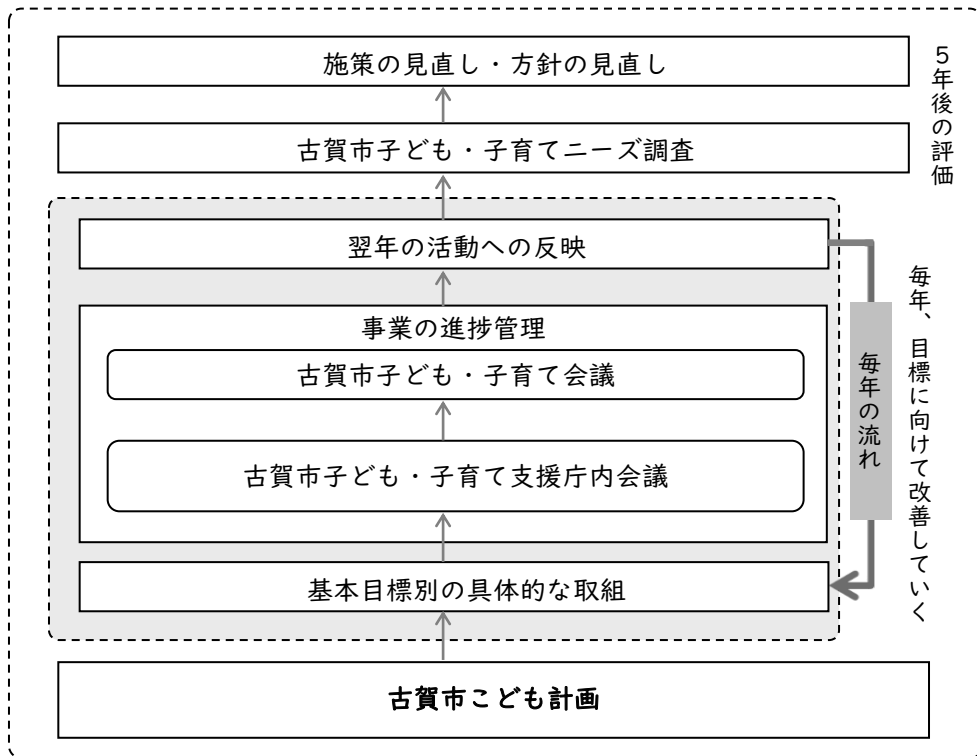 施策の見直し・方針の見直し
古賀市子ども・子育てニーズ調査
5年後の評価
翌年の活動への反映
事業の進捗管理
古賀市子ども・子育て会議
古賀市子ども・子育て支援庁内会議
基本目標別の具体的な取組
毎年の流れ
毎年、目標に向けて改善していく
古賀市こども計画